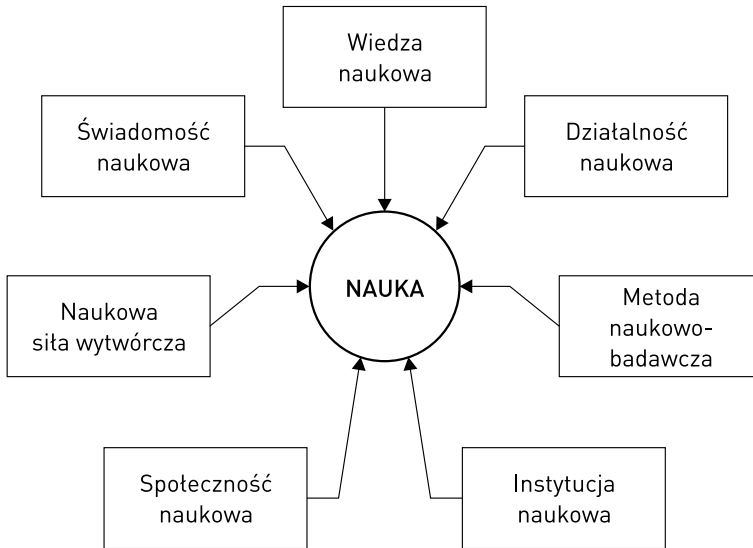 Wiedza
naukowa
Świadomość
naukowa
Działalność
naukowa
NAUKA
Naukowa
siła wytwórcza
Metoda
naukowo-
badawcza
Społeczność
naukowa
Instytucja
naukowa